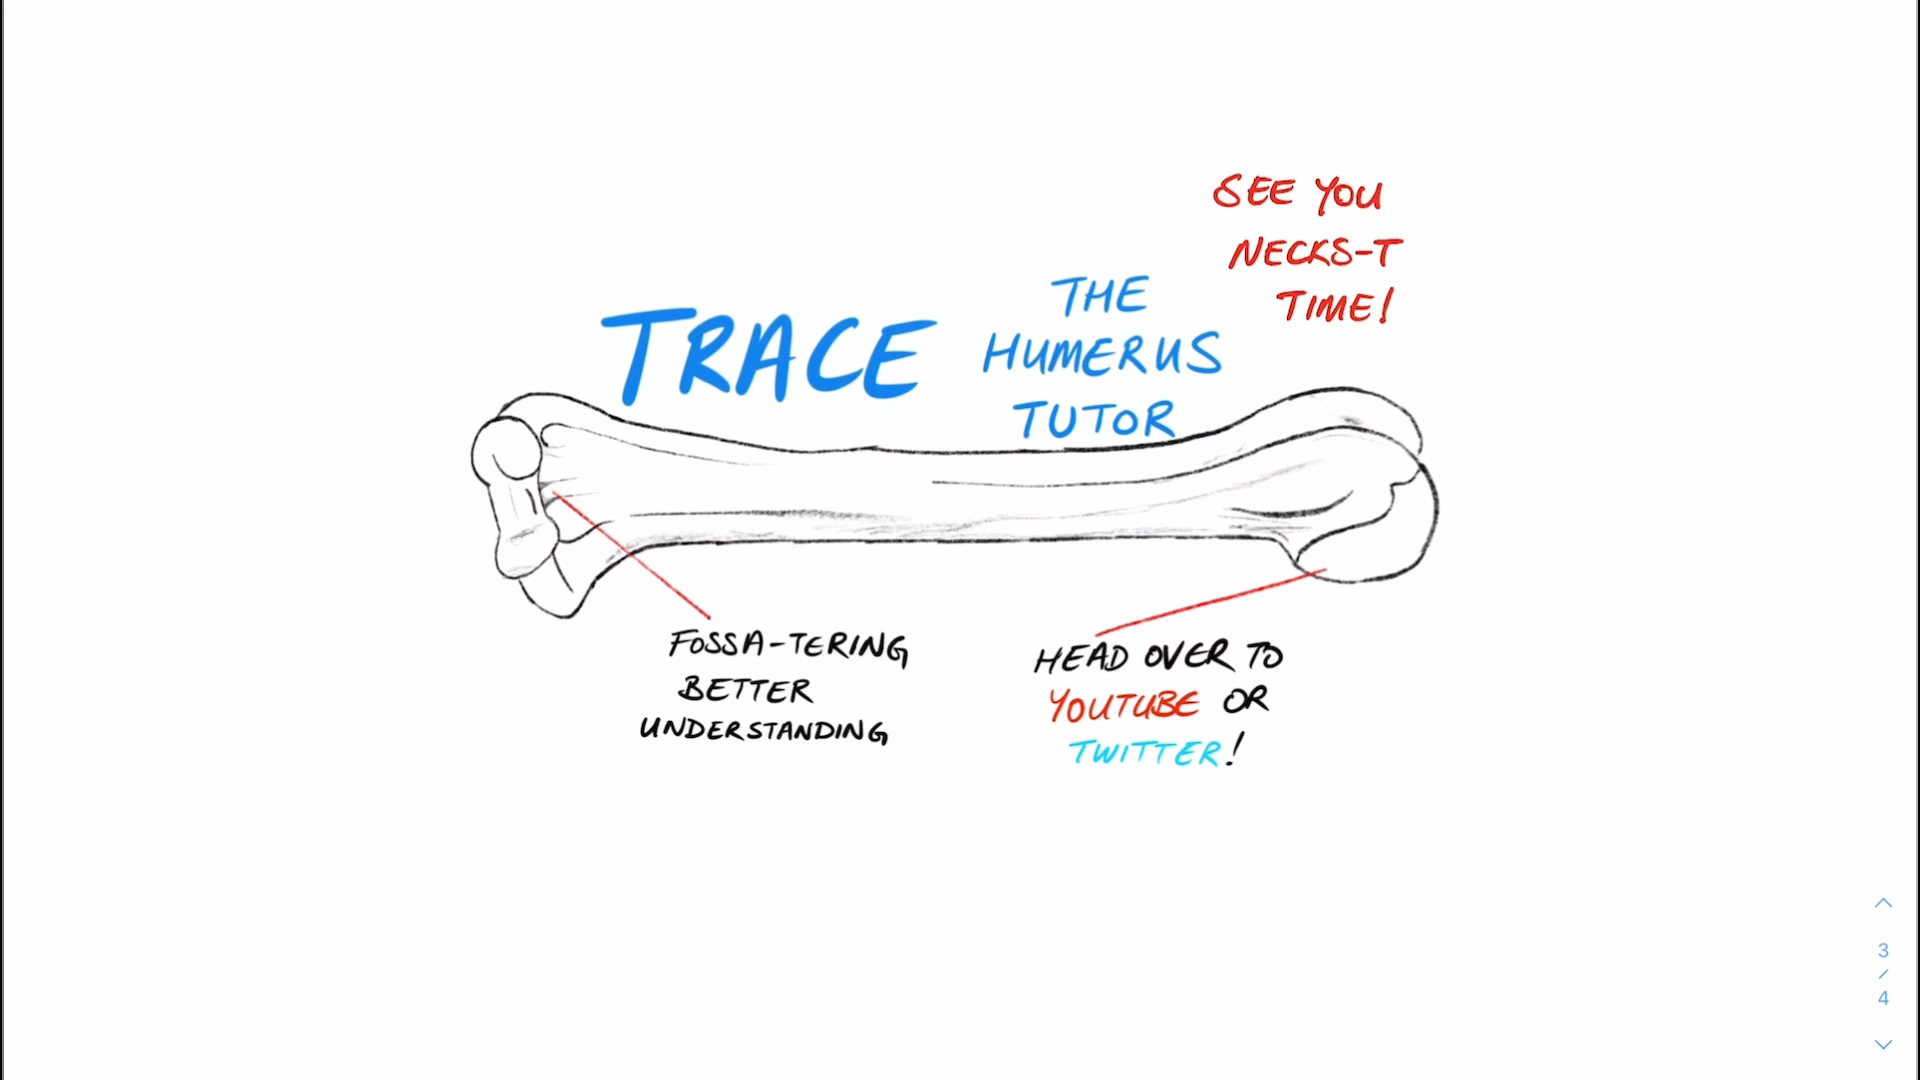 SEE YOU
NECKS-T
TIME!
TRACE
THE
HUMERUS
TUTOR
FOSSA-TERING
BETTER
UNDERSTANDING
HEAD OVER TO
YOUTUBE OR
TWITTER!
3
/
4